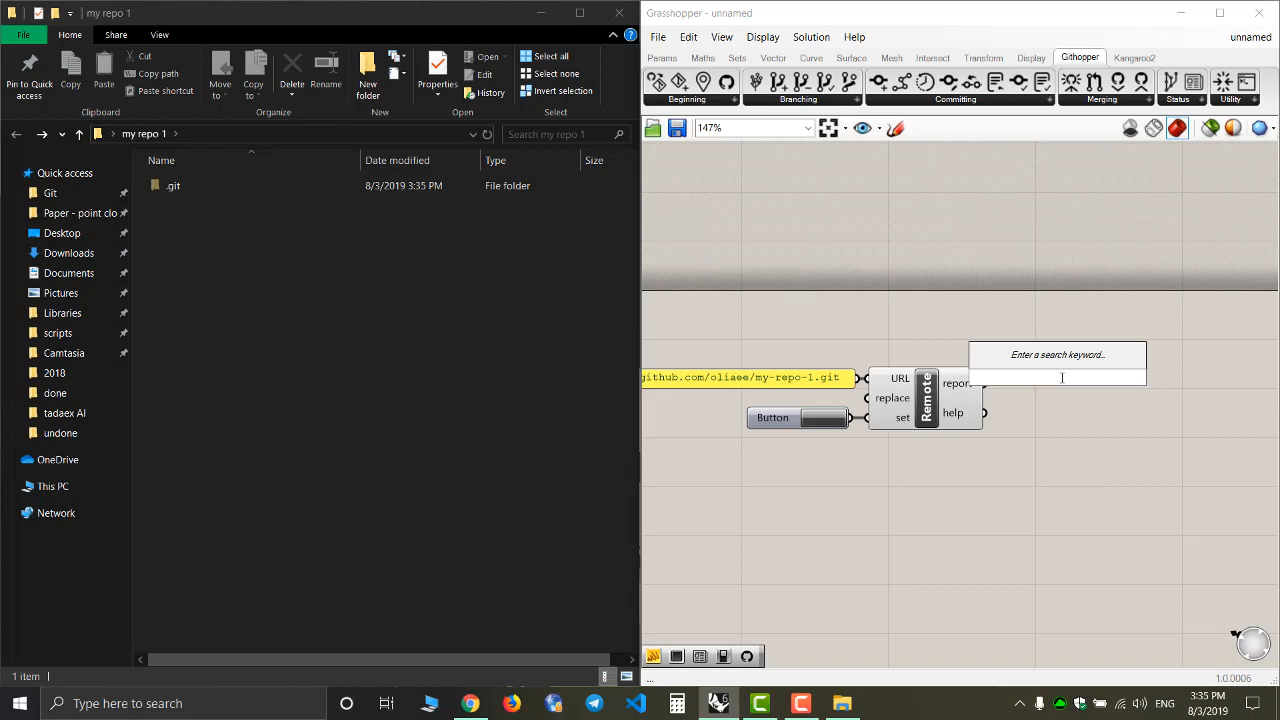 my repo 1
File
Home
Share
View
Pin to Quick access
Copy
Paste
Cut
Copy path
Paste shortcut
Move to
Copy to
Delete
Rename
New folder
Properties
Open
Edit
History
Select all
Select none
Invert selection
Clipboard
Organize
New
Open
Select
my repo 1
Search my repo 1
Name
Date modified
Type
Size
.git
8/3/2019 3:35 PM
File folder
Quick access
Git
Paper - point clo
Desktop
Downloads
Documents
Pictures
Libraries
scripts
Camtasia
2018
done
tadaex AI
undone
OneDrive
This PC
Network
1 item
Grasshopper - unnamed
File Edit View Display Solution Help
unnamed
Params Maths Sets Vector Curve Surface Mesh Intersect Transform Display Githopper Kangaroo2
Beginning
Branching
Committing
Merging
Status
Utility
147%
Enter a search keyword...
github.com/oliaee/my-repo-1.git
URL
replace
set
Remote
report
help
Button
...
1.0.0006
Type here to search
6
ENG
3:35 PM
8/3/2019